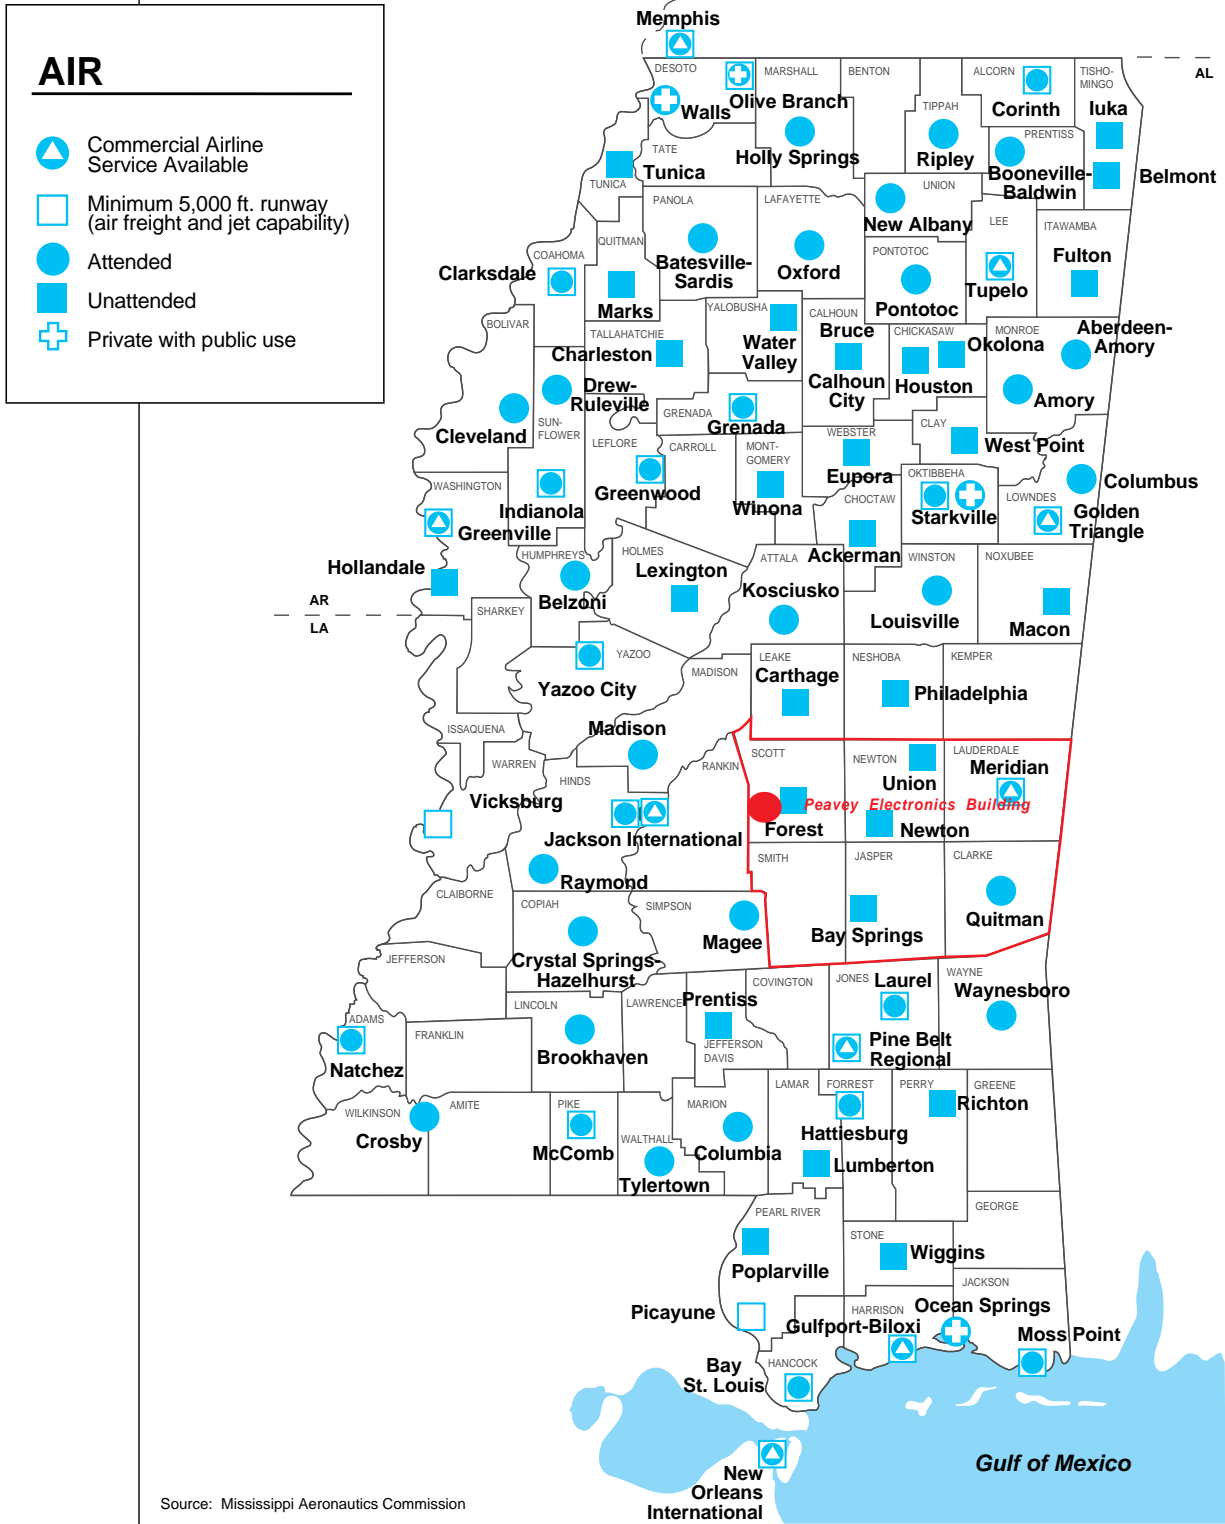 Memphis
AIR
AL
DESOTO
MARSHALL
BENTON
ALCORN
TISHO-
MINGO
Walls
Olive Branch
TIPPAH
Corinth
Iuka
Commercial Airline
Service Available
PRENTISS
TATE
Holly Springs
Ripley
Booneville-
Baldwin
Belmont
Tunica
TUNICA
UNION
Minimum 5,000 ft. runway
(air freight and jet capability)
PANOLA
LAFAYETTE
New Albany
LEE
ITAWAMBA
QUITMAN
COAHOMA
PONTOTOC
Attended
Clarksdale
Batesville-
Sardis
Oxford
Fulton
Tupelo
Unattended
Marks
Pontotoc
YALOBUSHA
CALHOUN
BOLIVAR
TALLAHATCHIE
Bruce
CHICKASAW
MONROE
Aberdeen-
Amory
Private with public use
Charleston
Water
Valley
Okolona
Houston
Calhoun
City
Drew-
Ruleville
Amory
GRENADA
Grenada
Cleveland
SUN-
FLOWER
LEFLORE
CARROLL
MONT-
GOMERY
WEBSTER
CLAY
West Point
Eupora
WASHINGTON
OKTIBBEHA
Columbus
Greenwood
CHOCTAW
LOWNDES
Indianola
Winona
Starkville
Golden
Triangle
Greenville
HUMPHREYS
HOLMES
ATTALA
Ackerman
WINSTON
NOXUBEE
Hollandale
Lexington
Kosciusko
AR
LA
SHARKEY
Belzoni
Louisville
Macon
YAZOO
MADISON
LEAKE
NESHOBA
KEMPER
Carthage
Yazoo City
Philadelphia
ISSAQUENA
Madison
WARREN
HINDS
RANKIN
SCOTT
NEWTON
LAUDERDALE
Union
Meridian
Vicksburg
Peavey Electronics Building
Jackson International
Forest
Newton
SMITH
JASPER
CLARKE
Raymond
CLAIBORNE
COPIAH
SIMPSON
Magee
Bay Springs
Quitman
JEFFERSON
Crystal Springs-
Hazelhurst
COVINGTON
JONES
Laurel
WAYNE
Waynesboro
LINCOLN
LAWRENCE
Prentiss
ADAMS
FRANKLIN
Brookhaven
JEFFERSON
DAVIS
Pine Belt
Regional
Natchez
LAMAR
FORREST
PERRY
GREENE
WILKINSON
AMITE
PIKE
MARION
Richton
Crosby
McComb
WALTHALL
Columbia
Hattiesburg
Lumberton
Tylertown
PEARL RIVER
GEORGE
STONE
Wiggins
Poplarville
JACKSON
Picayune
HARRISON
Ocean Springs
Gulfport-Biloxi
Moss Point
Bay
St. Louis
HANCOCK
Gulf of Mexico
New
Orleans
International
Source: Mississippi Aeronautics Commission